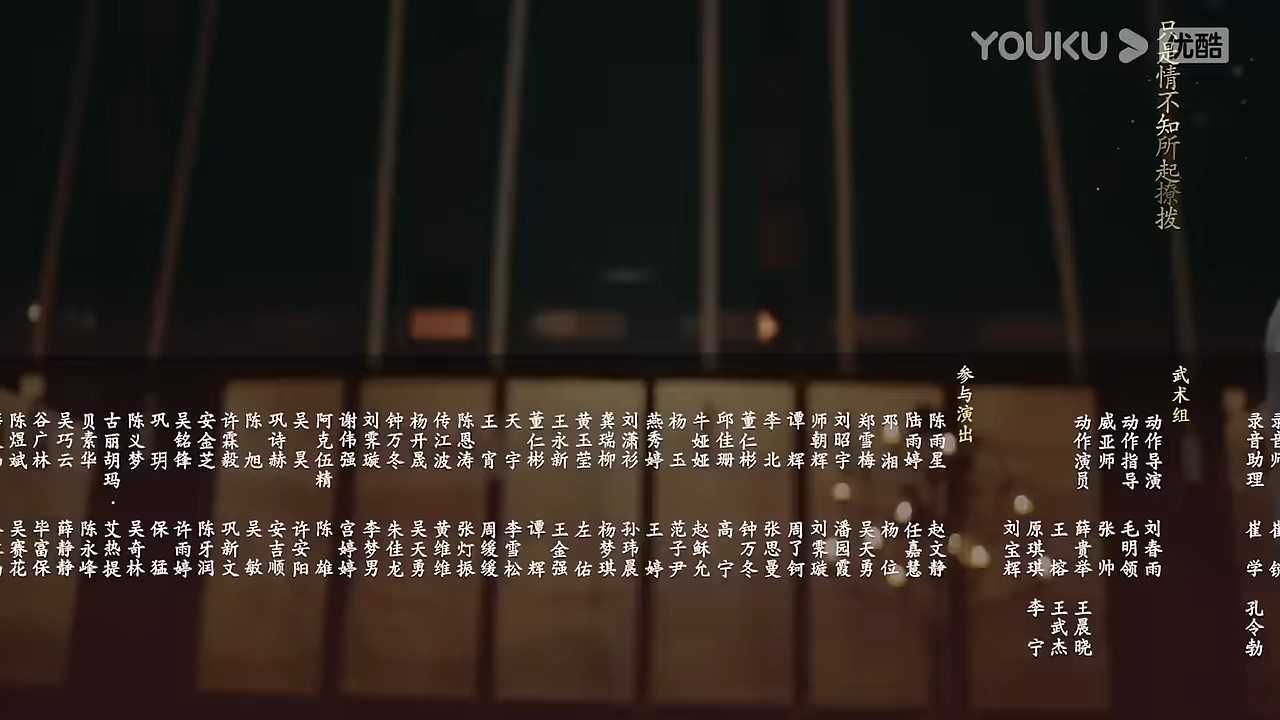 YOUKU 优酷
只是情不知所起撩拨
录音助理
崔学
孔令勃
武术组
动作导演
刘春雨
动作指导
毛明领
威亚师
张帅
动作演员
薛贵举
王晨晓
王榕
王武杰
原琪琪
李宁
刘宝辉
参与演出
陈雨星
赵文静
陆雨婷
任嘉慧
邓湘
杨位
郑雪梅
吴天勇
刘昭宇
潘园霞
师朝辉
刘霁璇
谭辉
周了钶
李北
张思曼
董仁彬
钟万冬
邱佳珊
高宁
牛娅娅
赵稣允
杨玉
范子尹
燕秀婷
王婷
刘潇衫
孙玮晨
龚瑞柳
杨梦琪
黄玉莹
左佑
王永新
王金强
董仁彬
谭辉
天宇
李雪松
王宵
周缓缓
陈恩涛
张灯振
传江波
黄维维
杨开晟
吴天黄
钟万冬
朱佳龙
刘霁璇
李梦男
谢伟强
宫婷婷
阿克伍精
陈雄
吴昊
许安阳
巩诗赫
安吉顺
陈旭
吴敏
许霖毅
巩新文
安金芝
陈牙润
吴铭锋
许雨婷
巩玥
保猛
陈义梦
吴奇林
古丽胡玛·
艾热提
贝素华
陈永峰
吴巧云
薛静静
谷广林
毕富保
陈煜斌
吴赛花